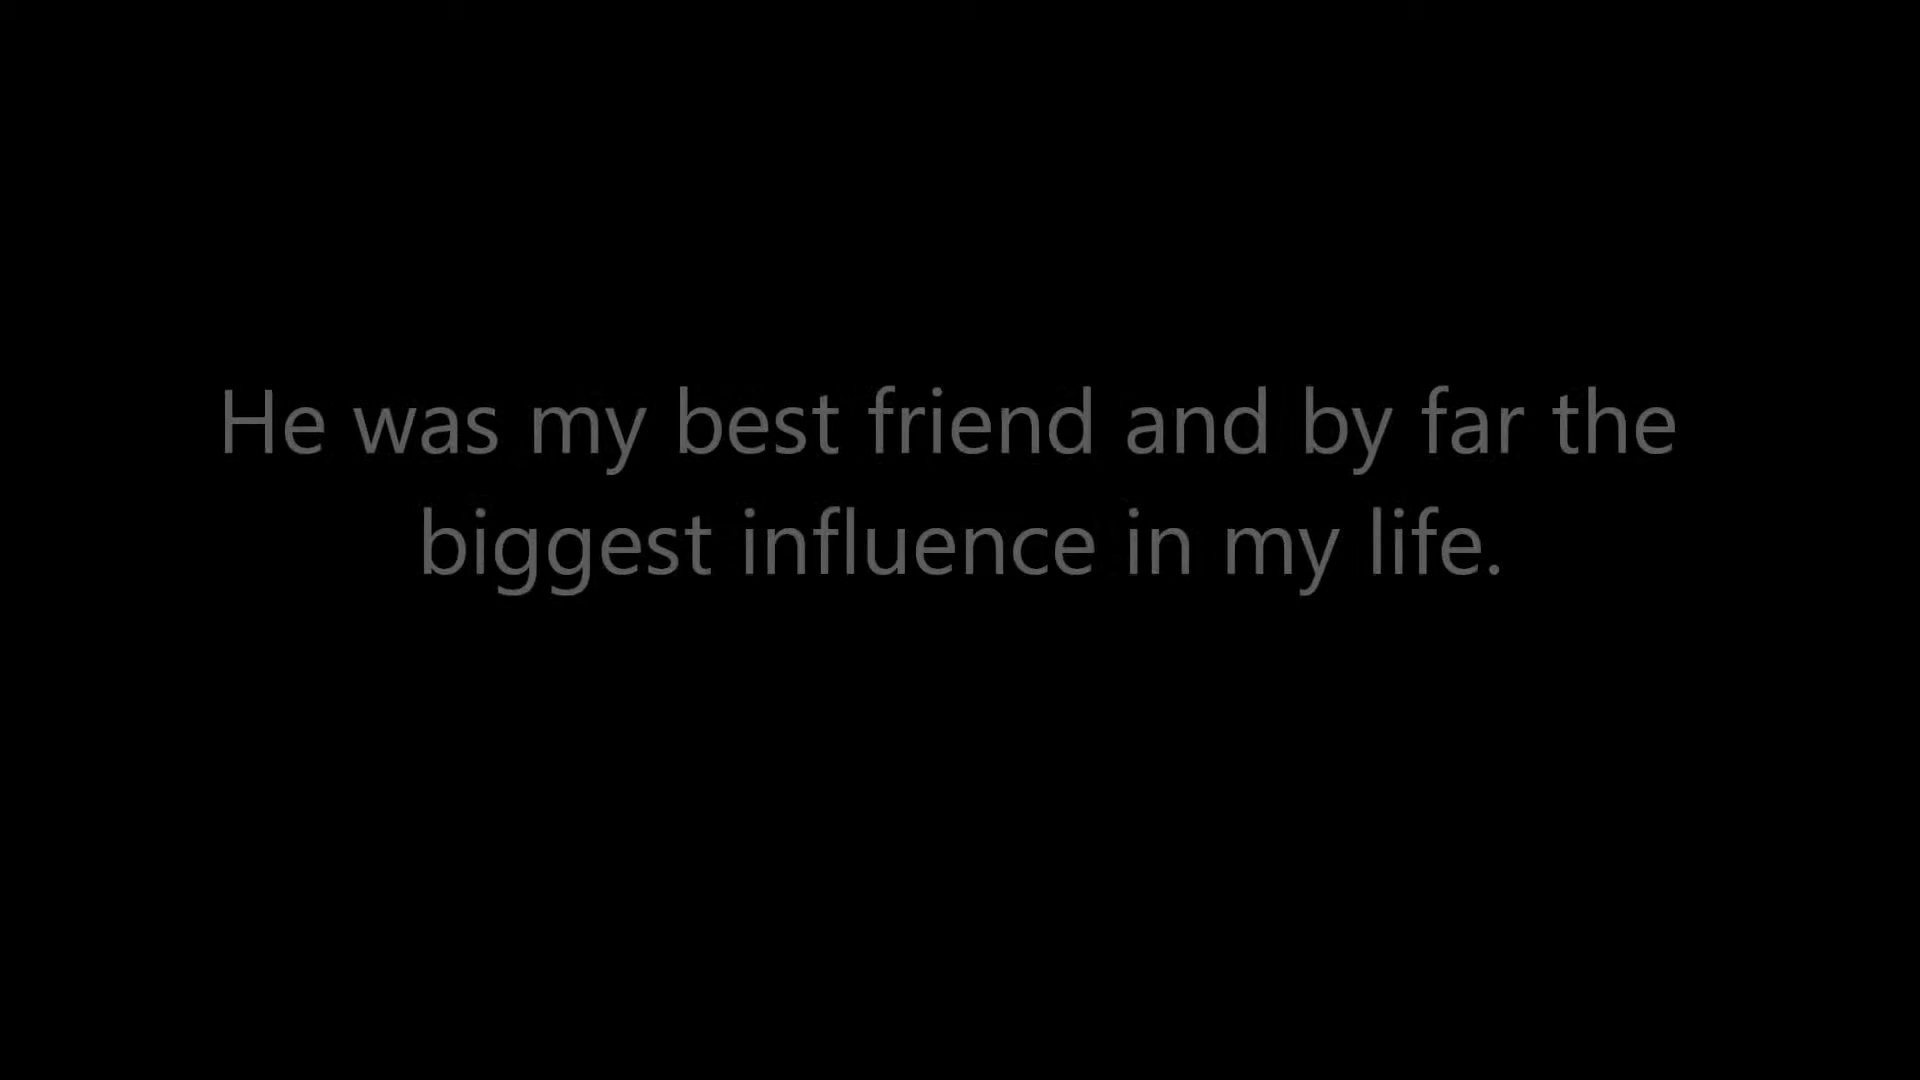 He was my best friend and by far the
biggest influence in my life.